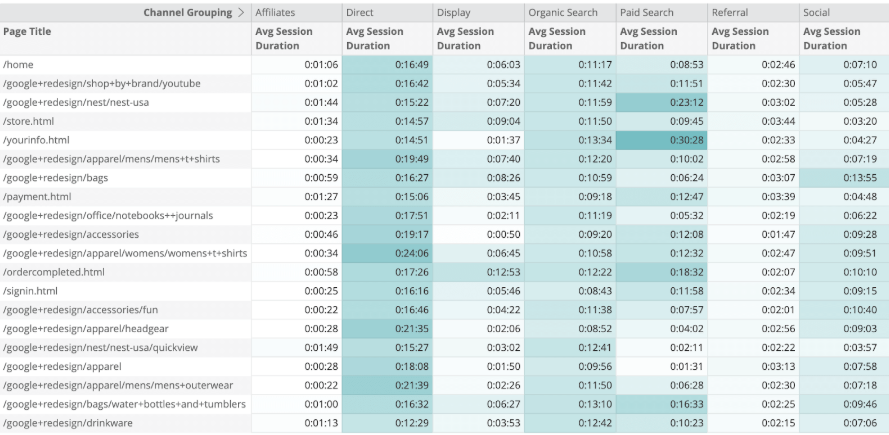 Channel Grouping > Affiliates Direct Display Organic Search Paid Search Referral Social
Page Title Avg Session Duration Avg Session Duration Avg Session Duration Avg Session Duration Avg Session Duration Avg Session Duration Avg Session Duration
/home 0:01:06 0:16:49 0:06:03 0:11:17 0:08:53 0:02:46 0:07:10
/google+redesign/shop+by+brand/youtube 0:01:02 0:16:42 0:05:34 0:11:42 0:11:51 0:02:30 0:05:47
/google+redesign/nest/nest-usa 0:01:44 0:15:22 0:07:20 0:11:59 0:23:12 0:03:02 0:05:28
/store.html 0:01:34 0:14:57 0:09:04 0:11:50 0:09:45 0:03:44 0:03:20
/yourinfo.html 0:00:23 0:14:51 0:01:37 0:13:34 0:30:28 0:02:33 0:04:27
/google+redesign/apparel/mens/mens+t+shirts 0:00:34 0:19:49 0:07:40 0:12:20 0:10:02 0:02:58 0:07:19
/google+redesign/bags 0:00:59 0:16:27 0:08:26 0:10:59 0:06:24 0:03:07 0:13:55
/payment.html 0:01:27 0:15:06 0:03:45 0:09:18 0:12:47 0:03:39 0:04:48
/google+redesign/office/notebooks++journals 0:00:23 0:17:51 0:02:11 0:11:19 0:05:32 0:02:19 0:06:22
/google+redesign/accessories 0:00:46 0:19:17 0:00:50 0:09:20 0:12:08 0:01:47 0:09:28
/google+redesign/apparel/womens/womens+t+shirts 0:00:34 0:24:06 0:06:45 0:10:58 0:12:32 0:02:47 0:09:51
/ordercompleted.html 0:00:58 0:17:26 0:12:53 0:12:22 0:18:32 0:02:07 0:10:10
/signin.html 0:00:25 0:16:16 0:05:46 0:08:43 0:11:58 0:02:34 0:09:15
/google+redesign/accessories/fun 0:00:22 0:16:46 0:04:22 0:11:38 0:07:57 0:02:01 0:10:40
/google+redesign/apparel/headgear 0:00:28 0:21:35 0:02:06 0:08:52 0:04:02 0:02:56 0:09:03
/google+redesign/nest/nest-usa/quickview 0:01:49 0:15:27 0:03:02 0:12:41 0:02:11 0:02:22 0:03:57
/google+redesign/apparel 0:00:28 0:18:08 0:01:50 0:09:56 0:01:31 0:03:13 0:07:58
/google+redesign/apparel/mens/mens+outerwear 0:00:22 0:21:39 0:02:26 0:11:50 0:06:28 0:02:30 0:07:18
/google+redesign/bags/water+bottles+and+tumblers 0:01:00 0:16:32 0:06:27 0:13:10 0:16:33 0:02:25 0:09:46
/google+redesign/drinkware 0:01:13 0:12:29 0:03:53 0:12:42 0:10:23 0:02:15 0:07:06